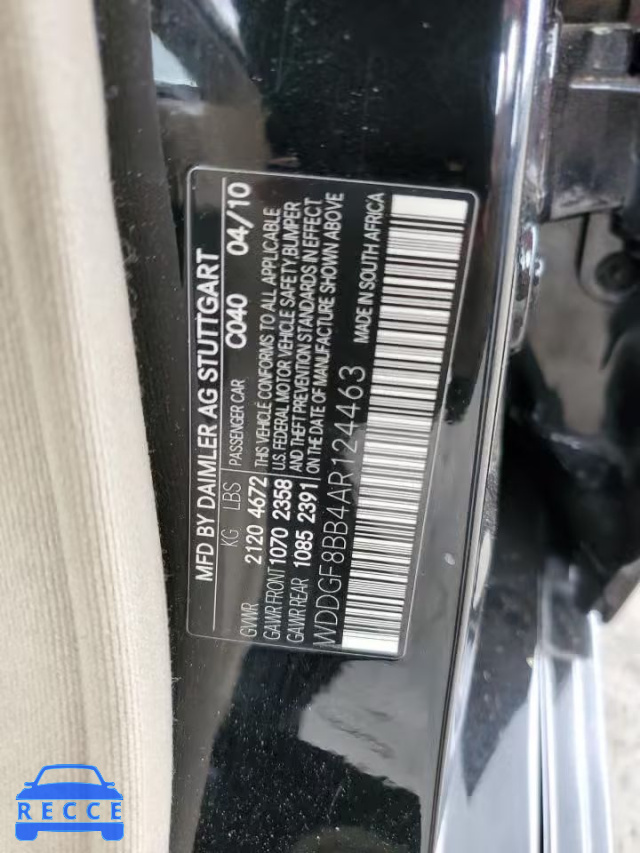 MFD BY DAIMLER AG STUTTGART
KG LBS PASSENGER CAR C040 04/10
GVWR 2120 4672 THIS VEHICLE CONFORMS TO ALL APPLICABLE
GAWR FRONT 1070 2358 U.S. FEDERAL MOTOR VEHICLE SAFETY, BUMPER
GAWR REAR 1085 2391 AND THEFT PREVENTION STANDARDS IN EFFECT
ON THE DATE OF MANUFACTURE SHOWN ABOVE
WDDGF8BB4AR124463 MADE IN SOUTH AFRICA
RECCE